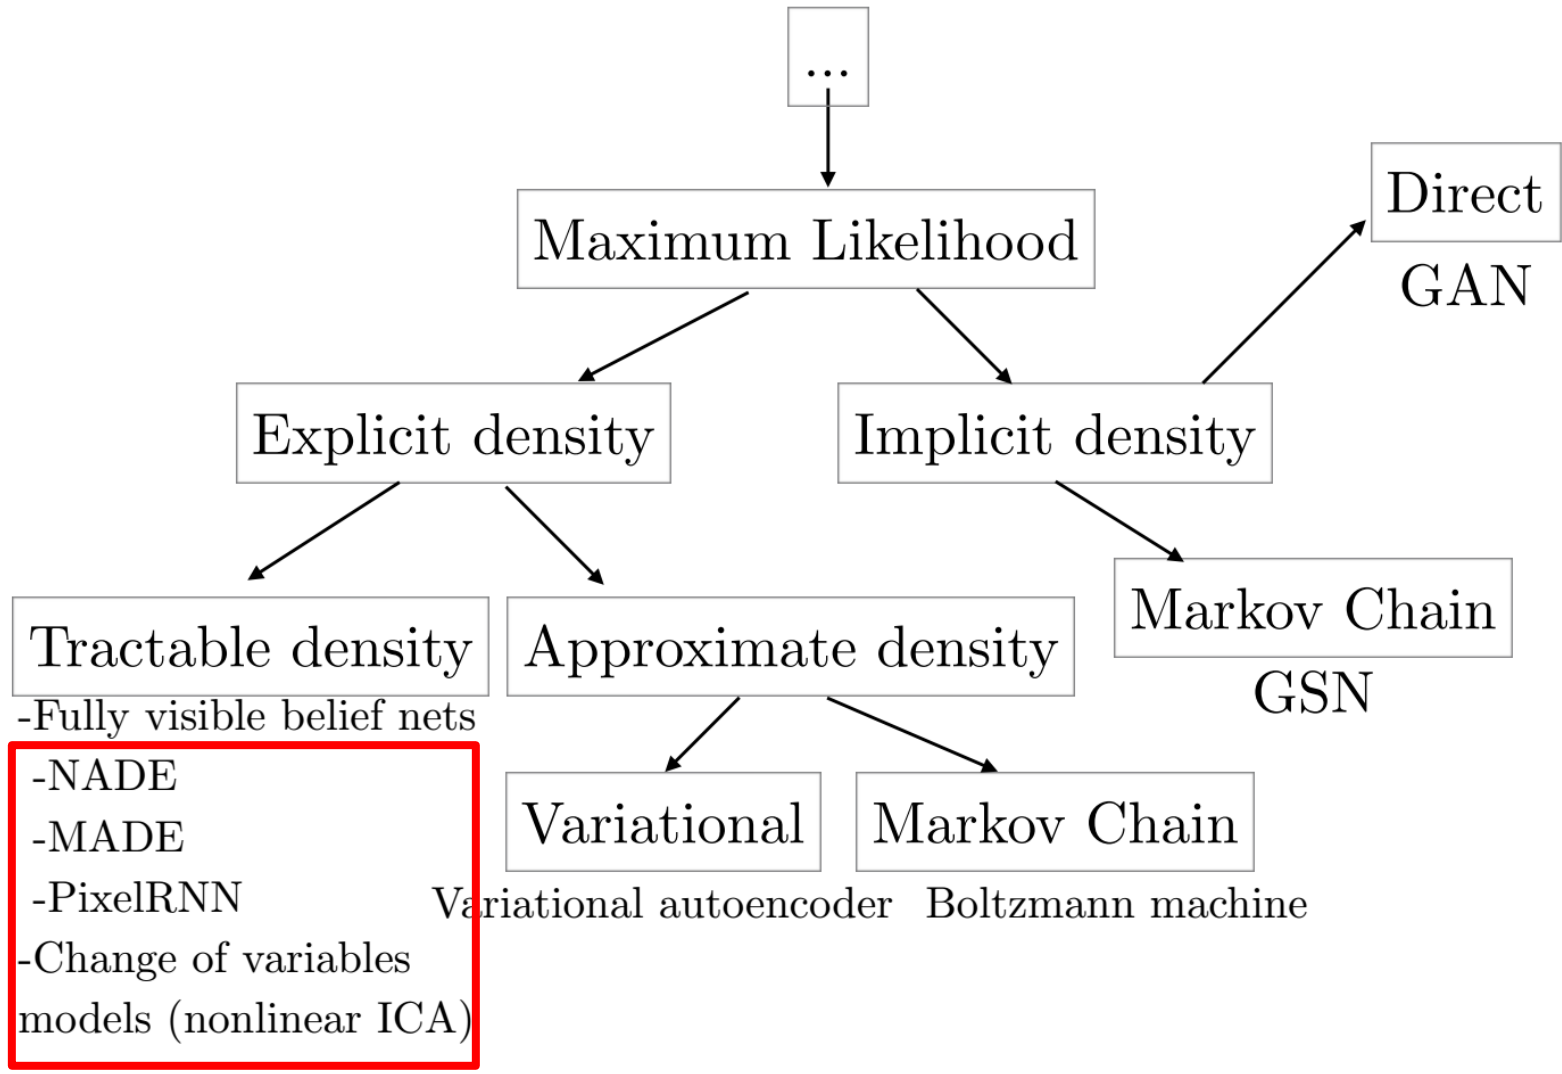 ...
Maximum Likelihood
Direct
GAN
Explicit density
Implicit density
Tractable density
Approximate density
Markov Chain
GSN
-Fully visible belief nets
-NADE
-MADE
-PixelRNN
-Change of variables
models (nonlinear ICA)
Variational
Markov Chain
Variational autoencoder
Boltzmann machine